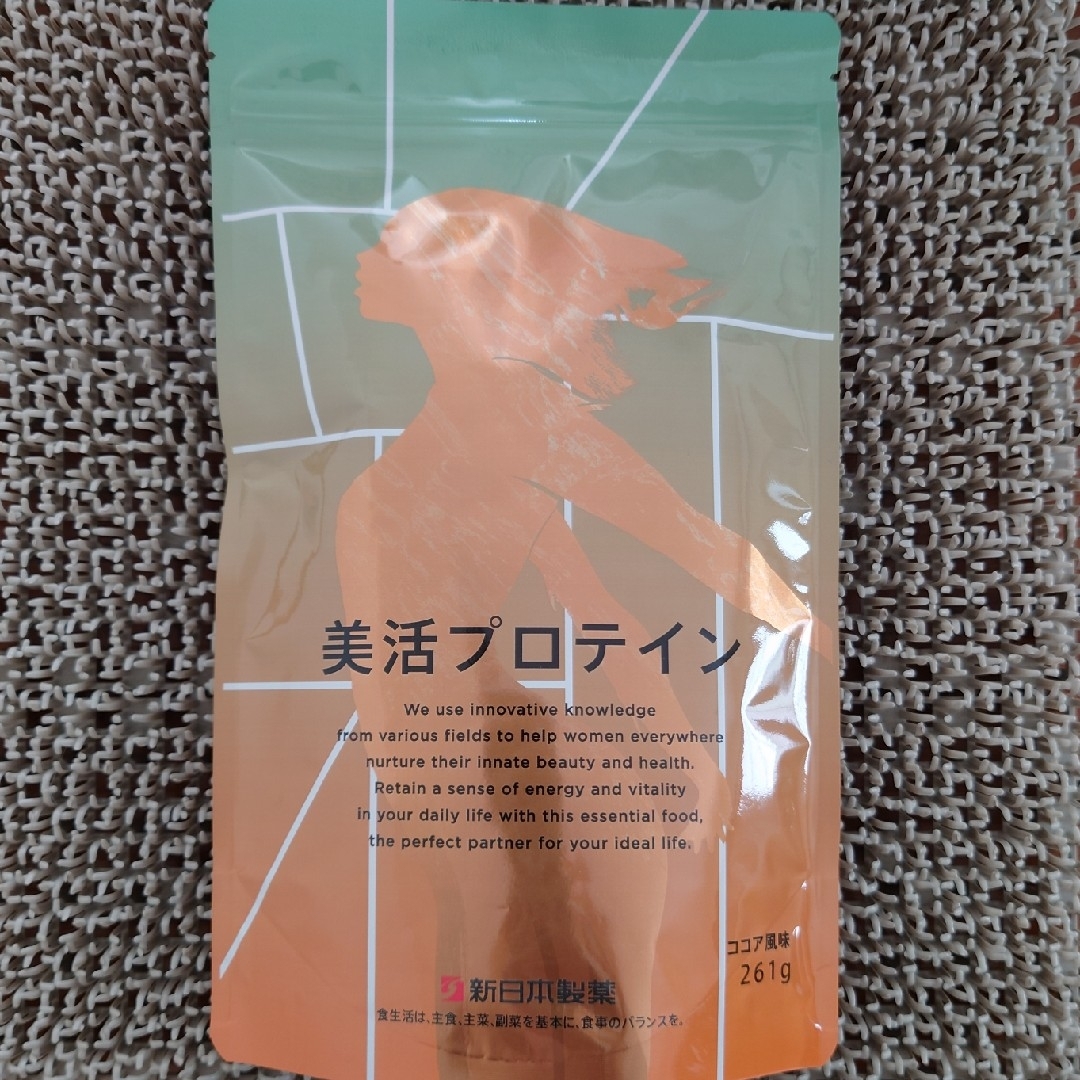 美活プロテイン
We use innovative knowledge
from various fields to help women everywhere
nurture their innate beauty and health.
Retain a sense of energy and vitality
in your daily life with this essential food,
the perfect partner for your ideal life.
ココア風味
261g
新日本製薬
食生活は、主食、主菜、副菜を基本に、食事のバランスを。